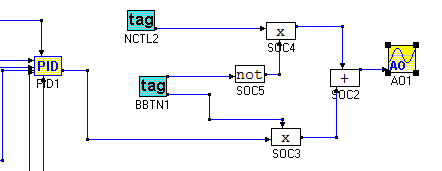 tag
NCTL2
x
SOC4
AO
AO1
PID
PID1
tag
BBTN1
not
SOC5
+
SOC2
x
SOC3